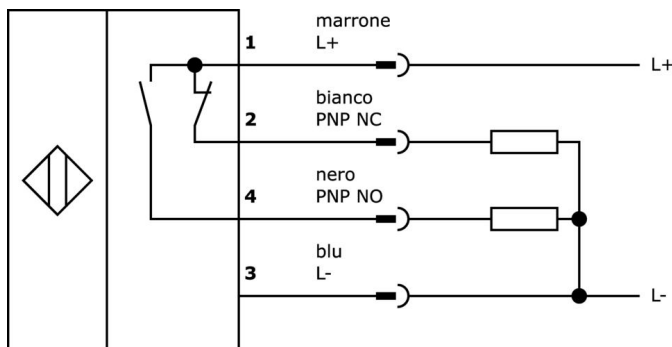 marrone
1 L+
L+
bianco
2 PNP NC
nero
4 PNP NO
blu
3 L-
L-